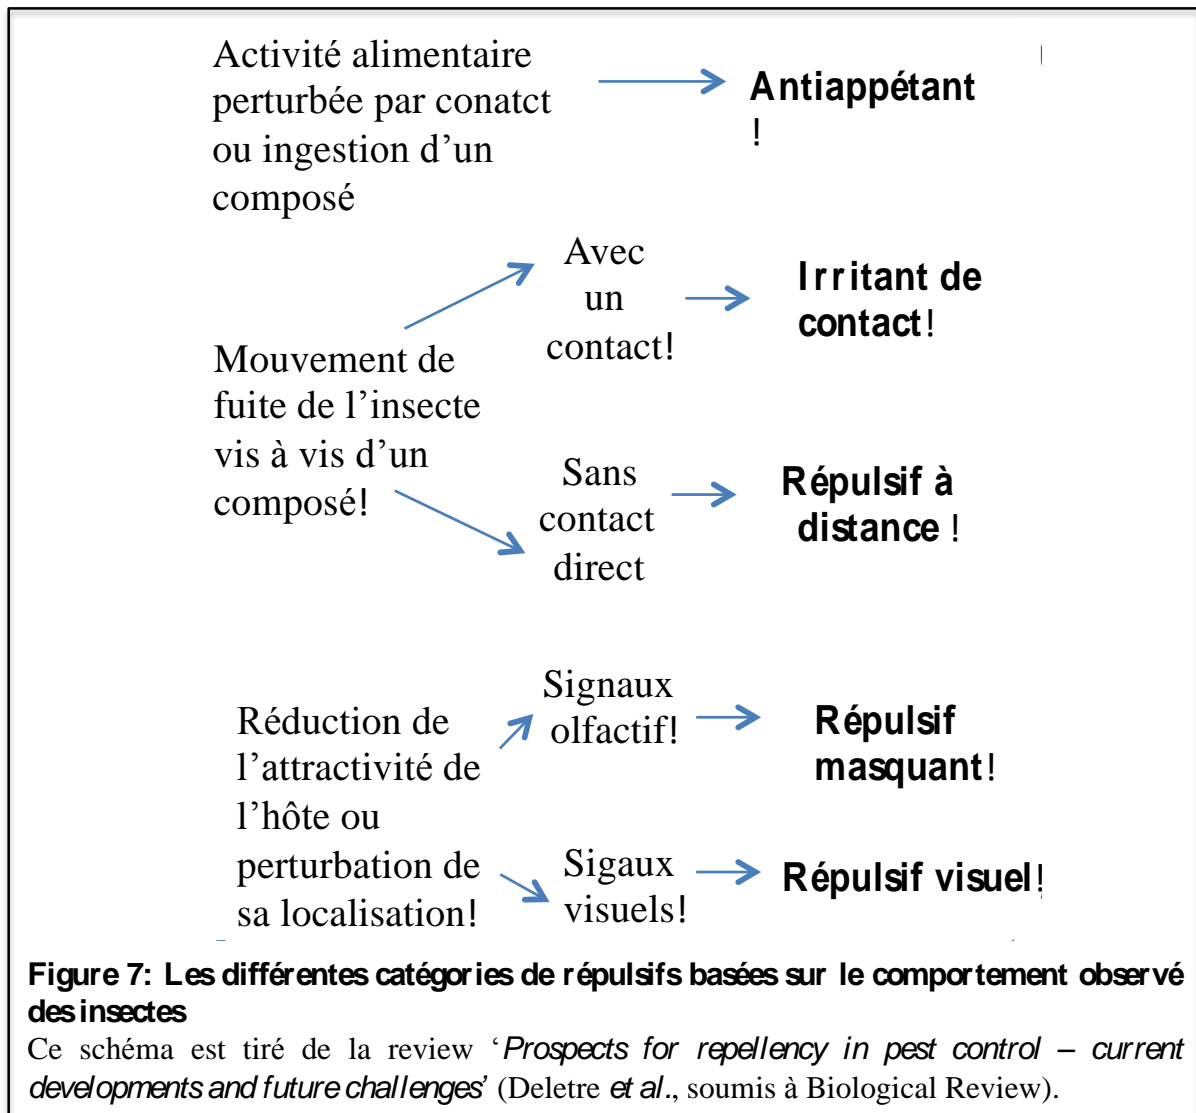 Activité alimentaire
perturbée par conatct
ou ingestion d’un
composé
Antiappétant
!
Avec
un
contact!
Irritant de
contact!
Mouvement de
fuite de l’insecte
vis à vis d’un
composé!
Sans
contact
direct
Répulsif à
distance !
Réduction de
l’attractivité de
l’hôte ou
perturbation de
sa localisation!
Signaux
olfactif!
Répulsif
masquant!
Sigaux
visuels!
Répulsif visuel!
Figure 7: Les différentes catégories de répulsifs basées sur le comportement observé
des insectes
Ce schéma est tiré de la review ‘Prospects for repellency in pest control – current
developments and future challenges’ (Deletre et al., soumis à Biological Review).